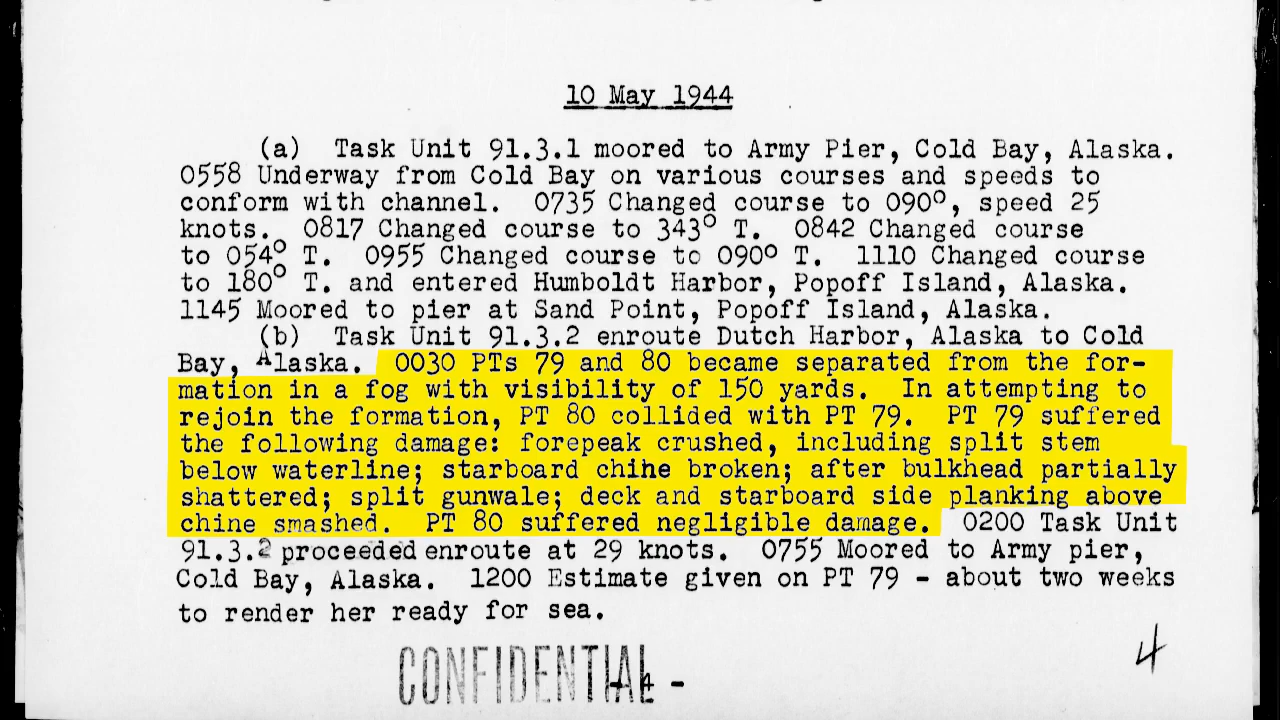 10 May 1944
(a) Task Unit 91.3.1 moored to Army Pier, Cold Bay, Alaska.
0558 Underway from Cold Bay on various courses and speeds to
conform with channel. 0735 Changed course to 090°, speed 25
knots. 0817 Changed course to 343° T. 0842 Changed course
to 054° T. 0955 Changed course to 090° T. 1110 Changed course
to 180° T. and entered Humboldt Harbor, Popoff Island, Alaska.
1145 Moored to pier at Sand Point, Popoff Island, Alaska.
(b) Task Unit 91.3.2 enroute Dutch Harbor, Alaska to Cold
Bay, Alaska. 0030 PTs 79 and 80 became separated from the for-
mation in a fog with visibility of 150 yards. In attempting to
rejoin the formation, PT 80 collided with PT 79. PT 79 suffered
the following damage: forepeak crushed, including split stem
below waterline; starboard chihe broken; after bulkhead partially
shattered; split gunwale; deck and starboard side planking above
chine smashed. PT 80 suffered negligible damage. 0200 Task Unit
91.3.2 proceeded enroute at 29 knots. 0755 Moored to Army pier,
Cold Bay, Alaska. 1200 Estimate given on PT 79 - about two weeks
to render her ready for sea.
4
CONFIDENTIAL
- 4 -